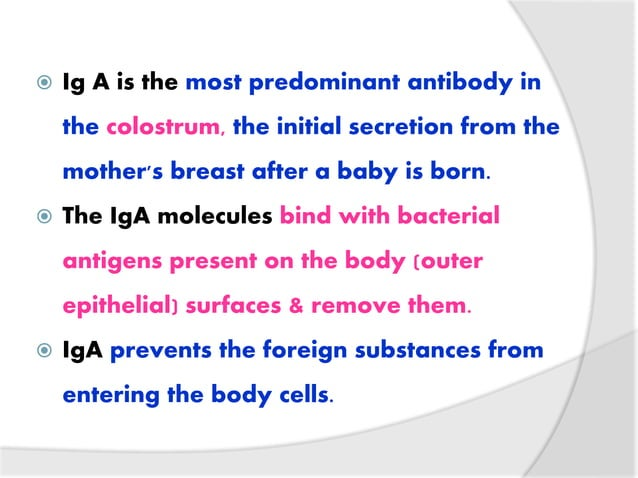 Ig A is the most predominant antibody in
the colostrum, the initial secretion from the
mother's breast after a baby is born.
The IgA molecules bind with bacterial
antigens present on the body (outer
epithelial) surfaces & remove them.
IgA prevents the foreign substances from
entering the body cells.